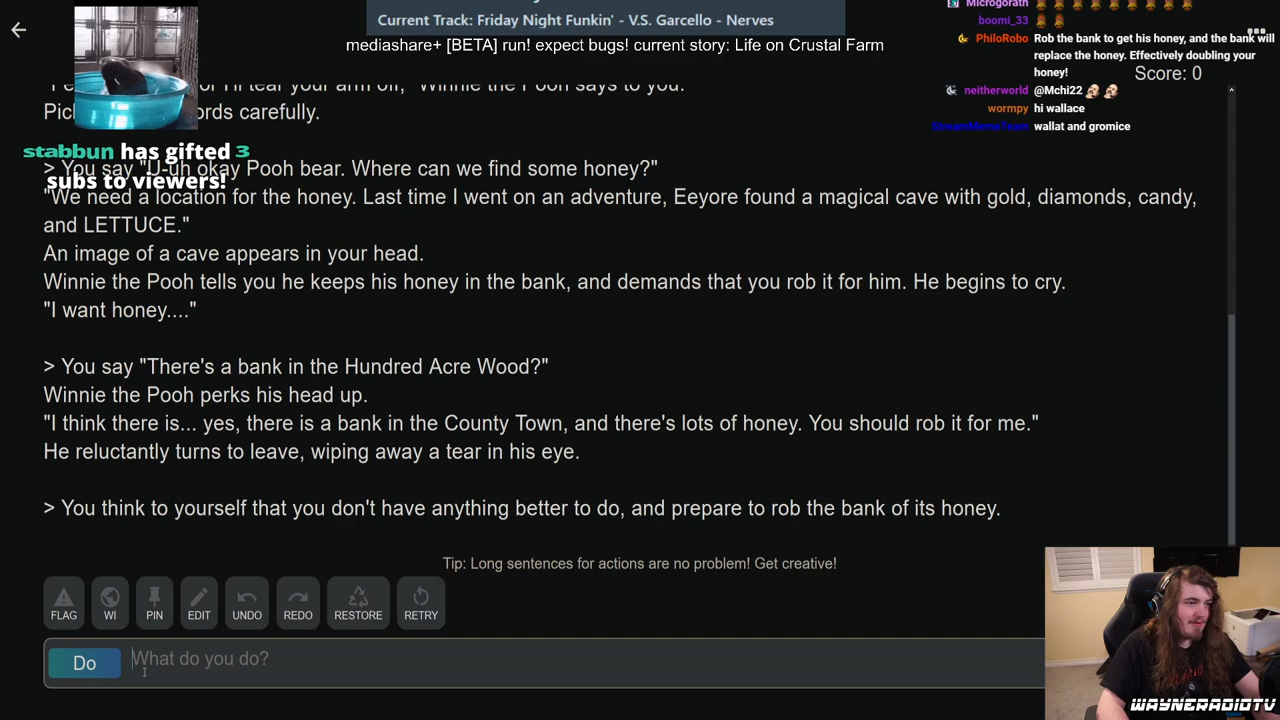 Current Track: Friday Night Funkin' - V.S. Garcello - Nerves
mediashare+ [BETA] run! expect bugs! current story: Life on Crustal Farm
Microgorath
boomi_33
PhiloRobo Rob the bank to get his honey, and the bank will
replace the honey. Effectively doubling your
honey!
Score: 0
neitherworld @Mchi22
wormpy hi wallace
StreamMemeTeam wallat and gromice
or I'll tear your arm off," Winnie the Pooh says to you.
Pick ords carefully.
stabbun has gifted 3
subs to viewers!
> You say "U-uh okay Pooh bear. Where can we find some honey?"
"We need a location for the honey. Last time I went on an adventure, Eeyore found a magical cave with gold, diamonds, candy,
and LETTUCE."
An image of a cave appears in your head.
Winnie the Pooh tells you he keeps his honey in the bank, and demands that you rob it for him. He begins to cry.
"I want honey...."
> You say "There's a bank in the Hundred Acre Wood?"
Winnie the Pooh perks his head up.
"I think there is... yes, there is a bank in the County Town, and there's lots of honey. You should rob it for me."
He reluctantly turns to leave, wiping away a tear in his eye.
> You think to yourself that you don't have anything better to do, and prepare to rob the bank of its honey.
Tip: Long sentences for actions are no problem! Get creative!
FLAG WI PIN EDIT UNDO REDO RESTORE RETRY
Do What do you do?
WAYNERADIOTV